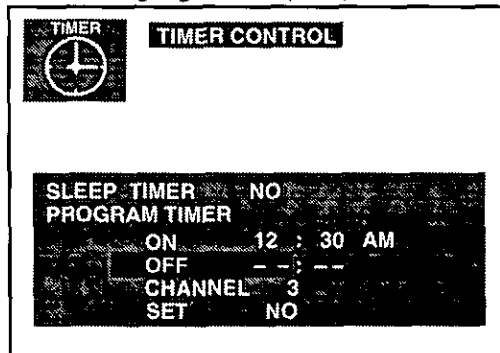 TIMER
TIMER CONTROL
SLEEP TIMER NO
PROGRAM TIMER
ON 12 : 30 AM
OFF – – : – –
CHANNEL 3
SET NO